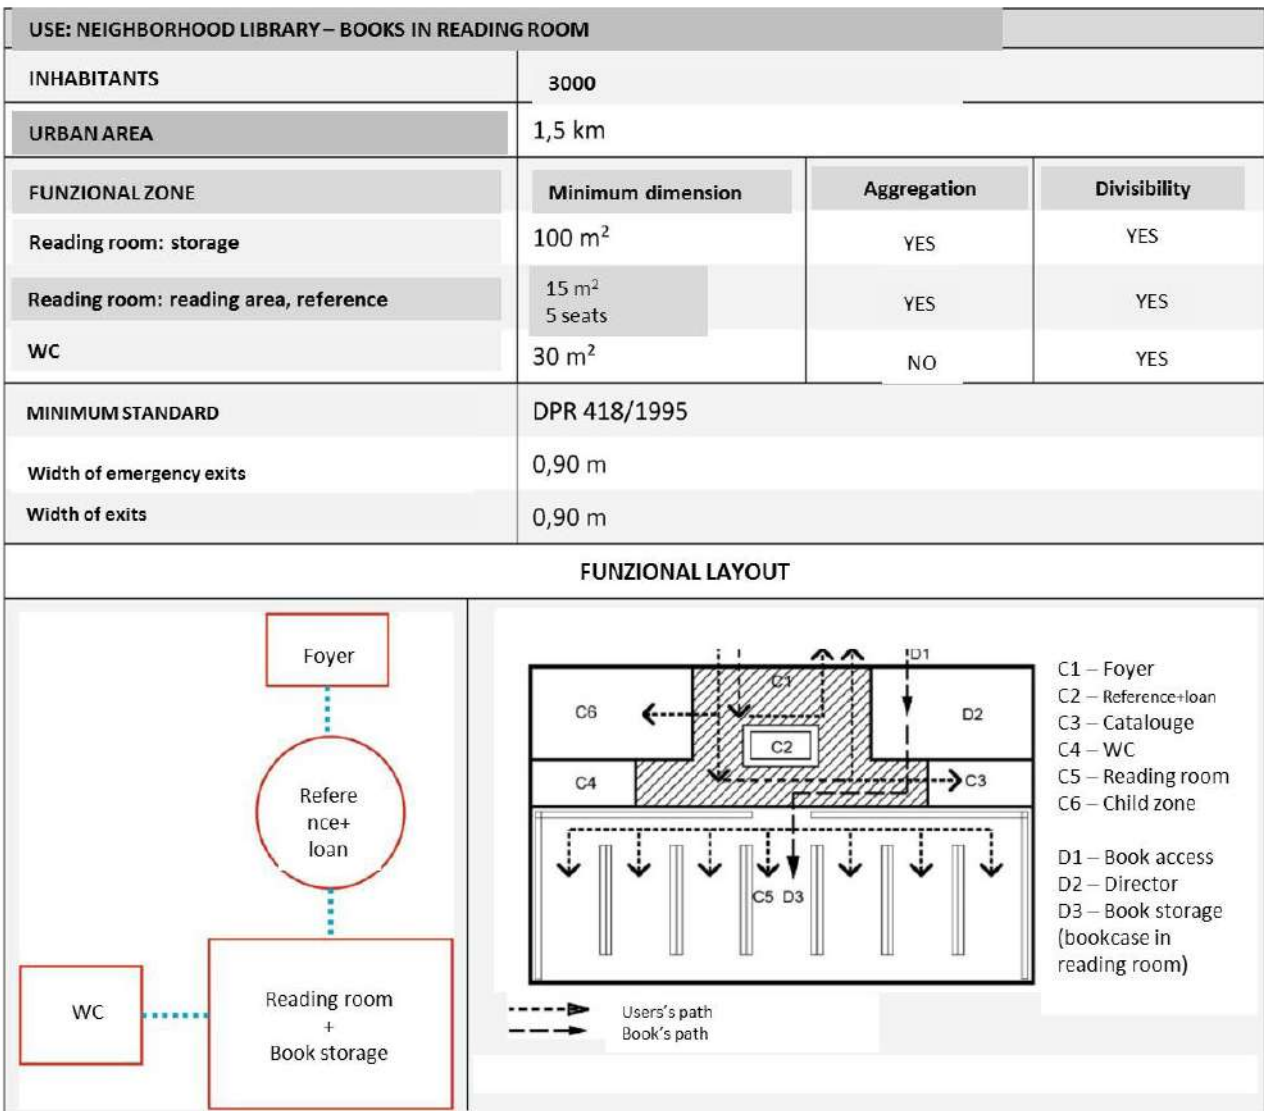 USE: NEIGHBORHOOD LIBRARY – BOOKS IN READING ROOM
INHABITANTS 3000
URBAN AREA 1,5 km
FUNZIONAL ZONE Minimum dimension Aggregation Divisibility
Reading room: storage 100 m² YES YES
Reading room: reading area, reference 15 m² 5 seats YES YES
WC 30 m² NO YES
MINIMUM STANDARD DPR 418/1995
Width of emergency exits 0,90 m
Width of exits 0,90 m
FUNZIONAL LAYOUT
Foyer
Refere
nce+
loan
WC
Reading room
+
Book storage
D1
C1
C6
D2
C2
C4
C3
C5 D3
Users's path
Book's path
C1 – Foyer
C2 – Reference+loan
C3 – Catalouge
C4 – WC
C5 – Reading room
C6 – Child zone
D1 – Book access
D2 – Director
D3 – Book storage
(bookcase in
reading room)